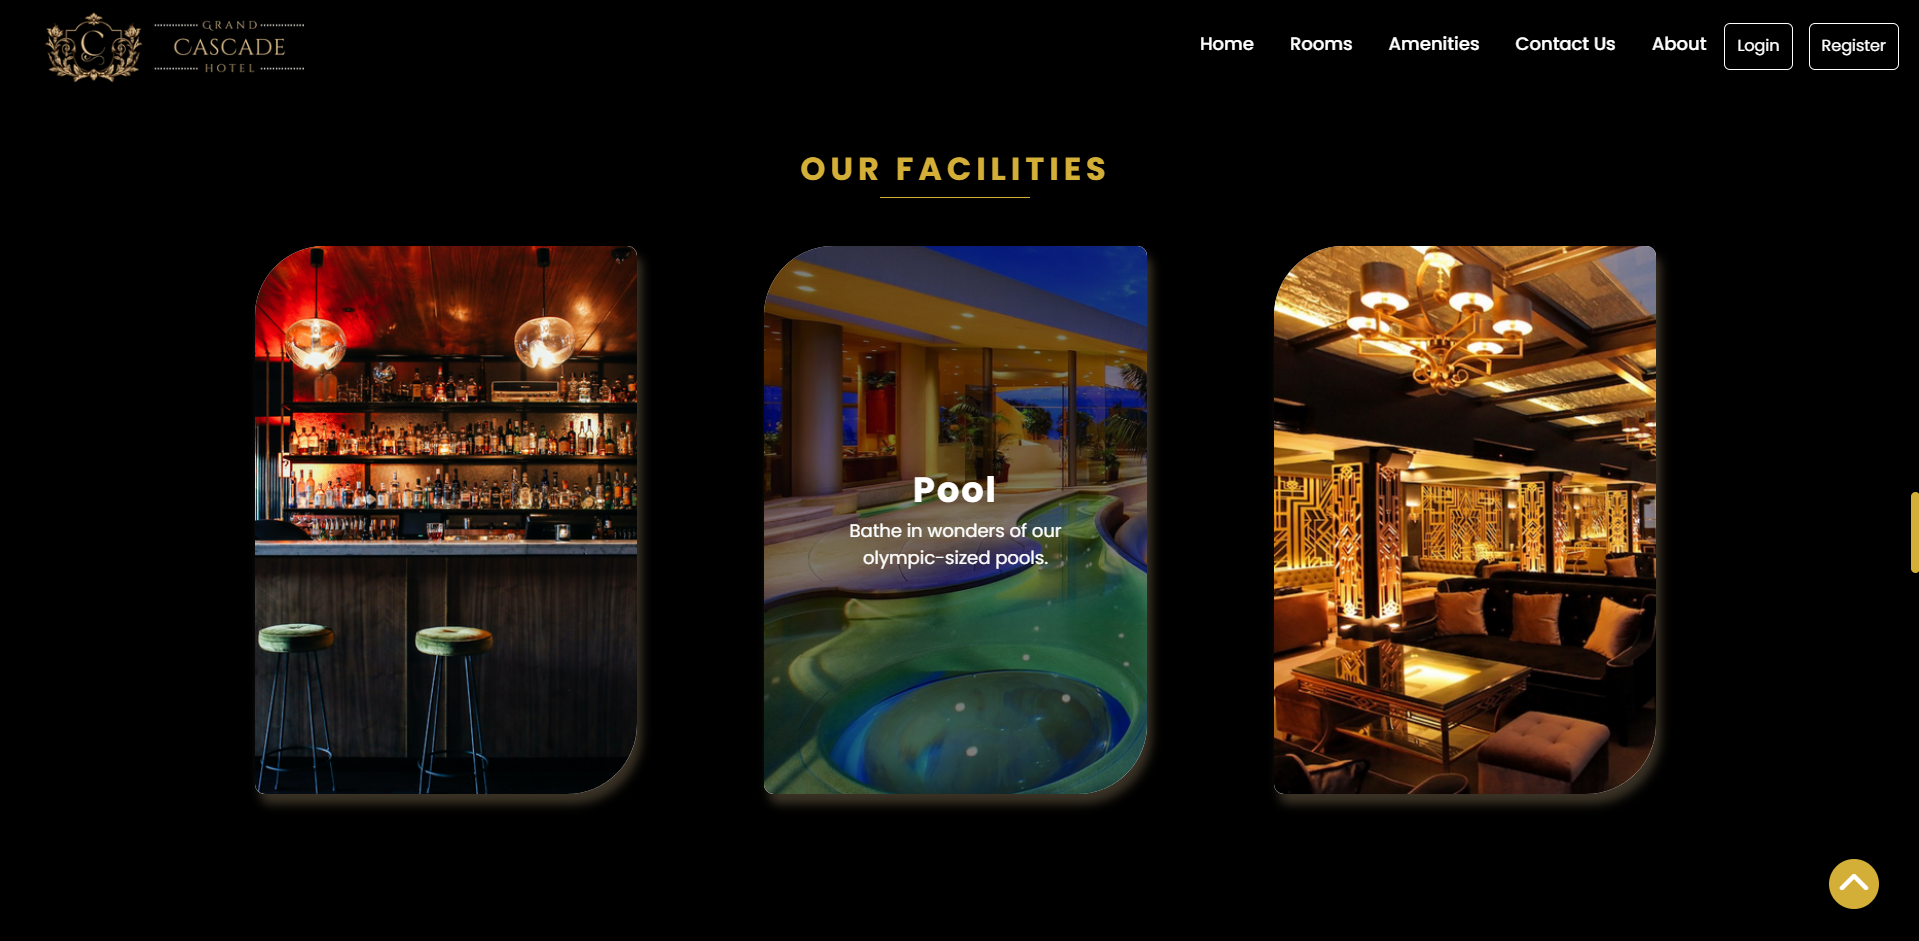 GRAND
CASCADE
HOTEL
Home Rooms Amenities Contact Us About Login Register
OUR FACILITIES
Pool
Bathe in wonders of our
olympic-sized pools.